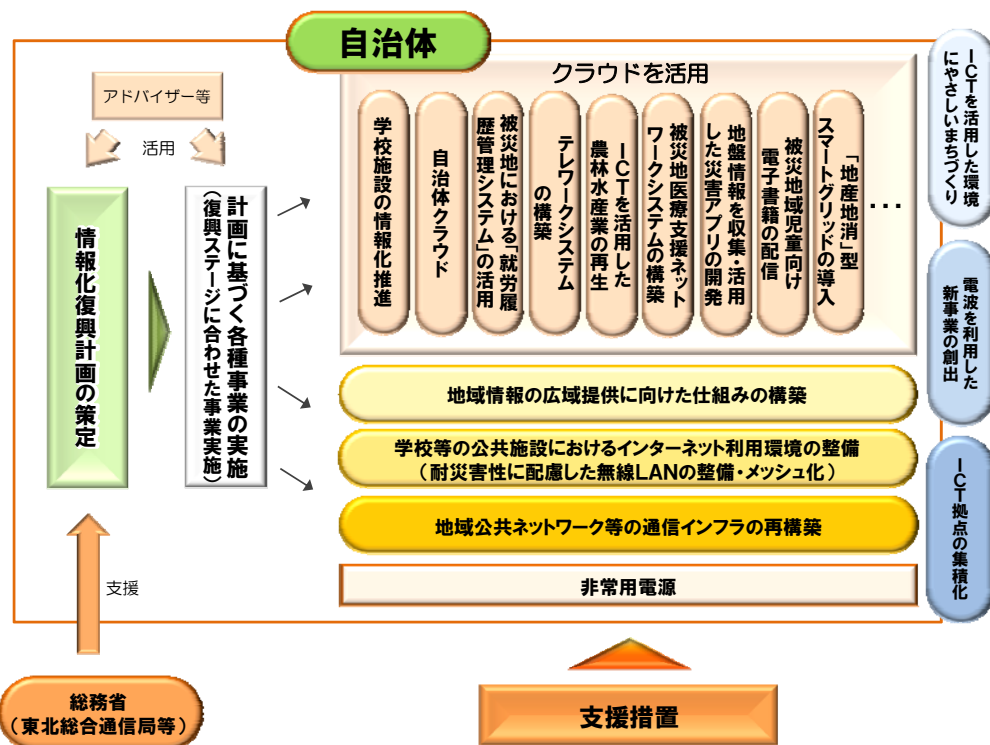 自治体
アドバイザー等
活用
情報化復興計画の策定
計画に基づく各種事業の実施
（復興ステージに合わせた事業実施）
クラウドを活用
学校施設の情報化推進
自治体クラウド
被災地における「就労履
歴管理システム」の活用
テレワークシステム
の構築
ICTを活用した
農林水産業の再生
被災地医療支援ネット
ワークシステムの構築
地盤情報を収集・活用
した災害アプリの開発
被災地域児童向け
電子書籍の配信
「地産地消」型
スマートグリッドの導入
・・・
地域情報の広域提供に向けた仕組みの構築
学校等の公共施設におけるインターネット利用環境の整備
（耐災害性に配慮した無線LANの整備・メッシュ化）
地域公共ネットワーク等の通信インフラの再構築
非常用電源
ICTを活用した環境
にやさしいまちづくり
電波を利用した
新事業の創出
ICT拠点の集積化
支援
総務省
（東北総合通信局等）
支援措置